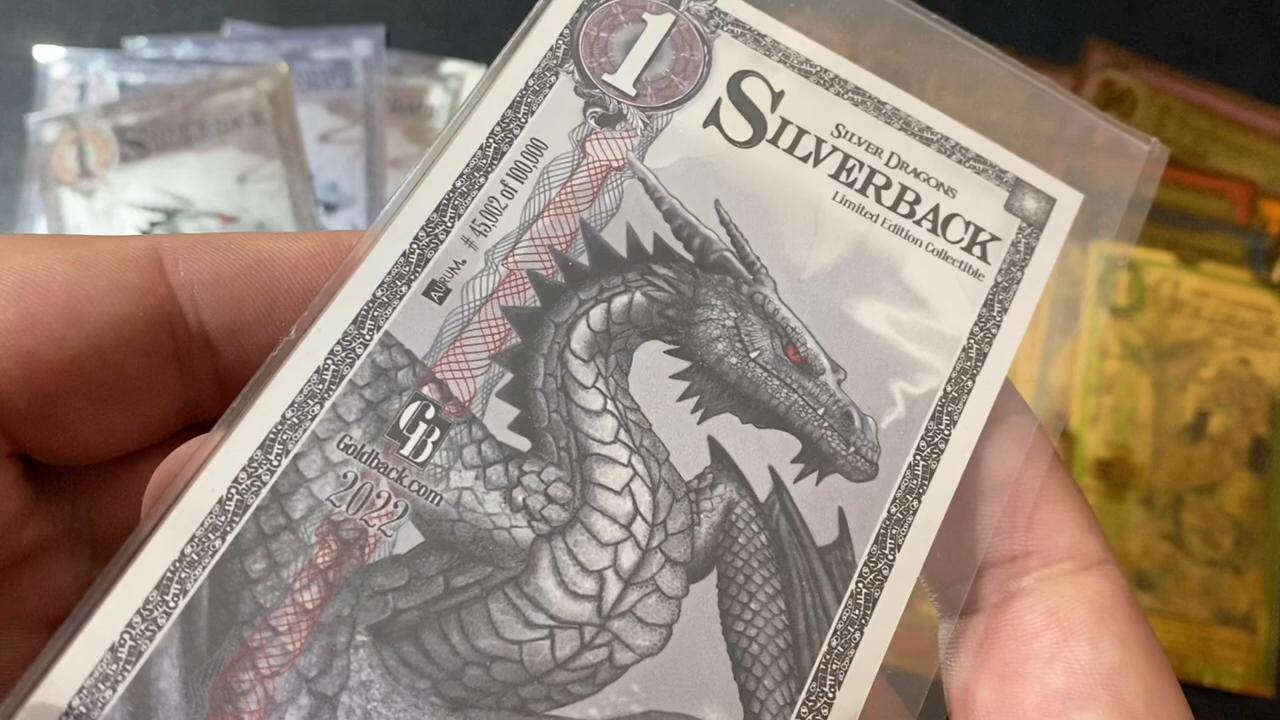 1
SILVER DRAGONS
SILVERBACK
Limited Edition Collectible
AURUM. # 45,002 of 100,000
GB
Goldback.com
2022
1
SILVERBACK